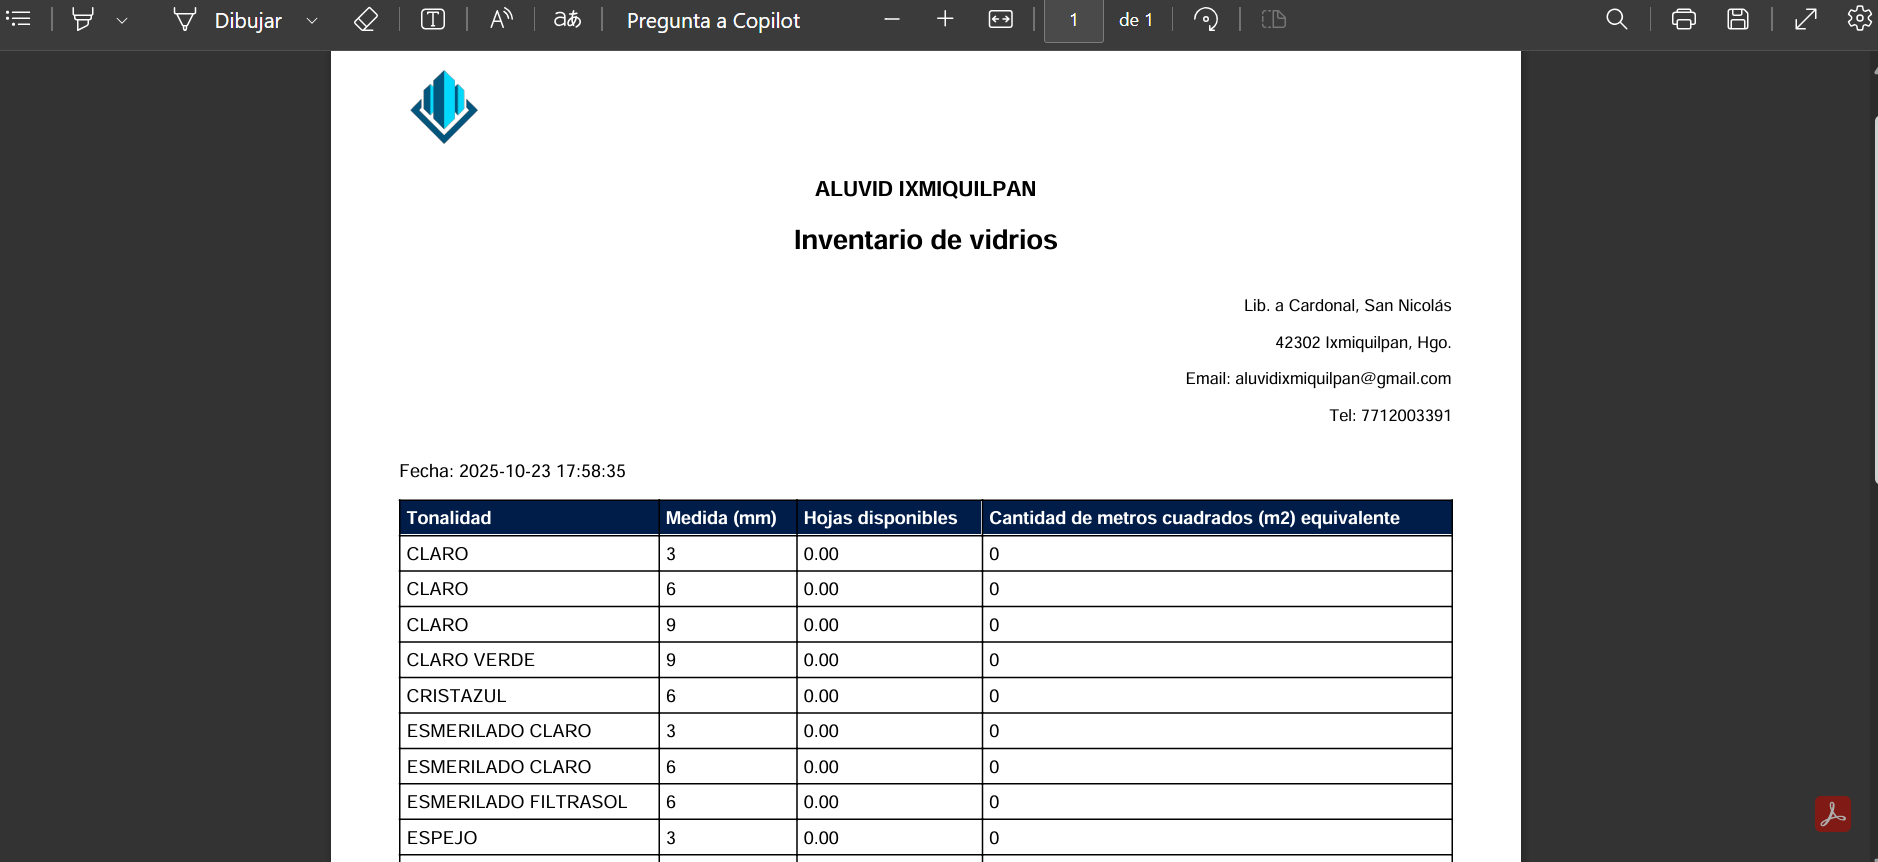 Dibujar
aあ
Pregunta a Copilot
1 de 1
ALUVID IXMIQUILPAN
Inventario de vidrios
Lib. a Cardonal, San Nicolás
42302 Ixmiquilpan, Hgo.
Email: aluvidixmiquilpan@gmail.com
Tel: 7712003391
Fecha: 2025-10-23 17:58:35
Tonalidad Medida (mm) Hojas disponibles Cantidad de metros cuadrados (m2) equivalente
CLARO 3 0.00 0
CLARO 6 0.00 0
CLARO 9 0.00 0
CLARO VERDE 9 0.00 0
CRISTAZUL 6 0.00 0
ESMERILADO CLARO 3 0.00 0
ESMERILADO CLARO 6 0.00 0
ESMERILADO FILTRASOL 6 0.00 0
ESPEJO 3 0.00 0